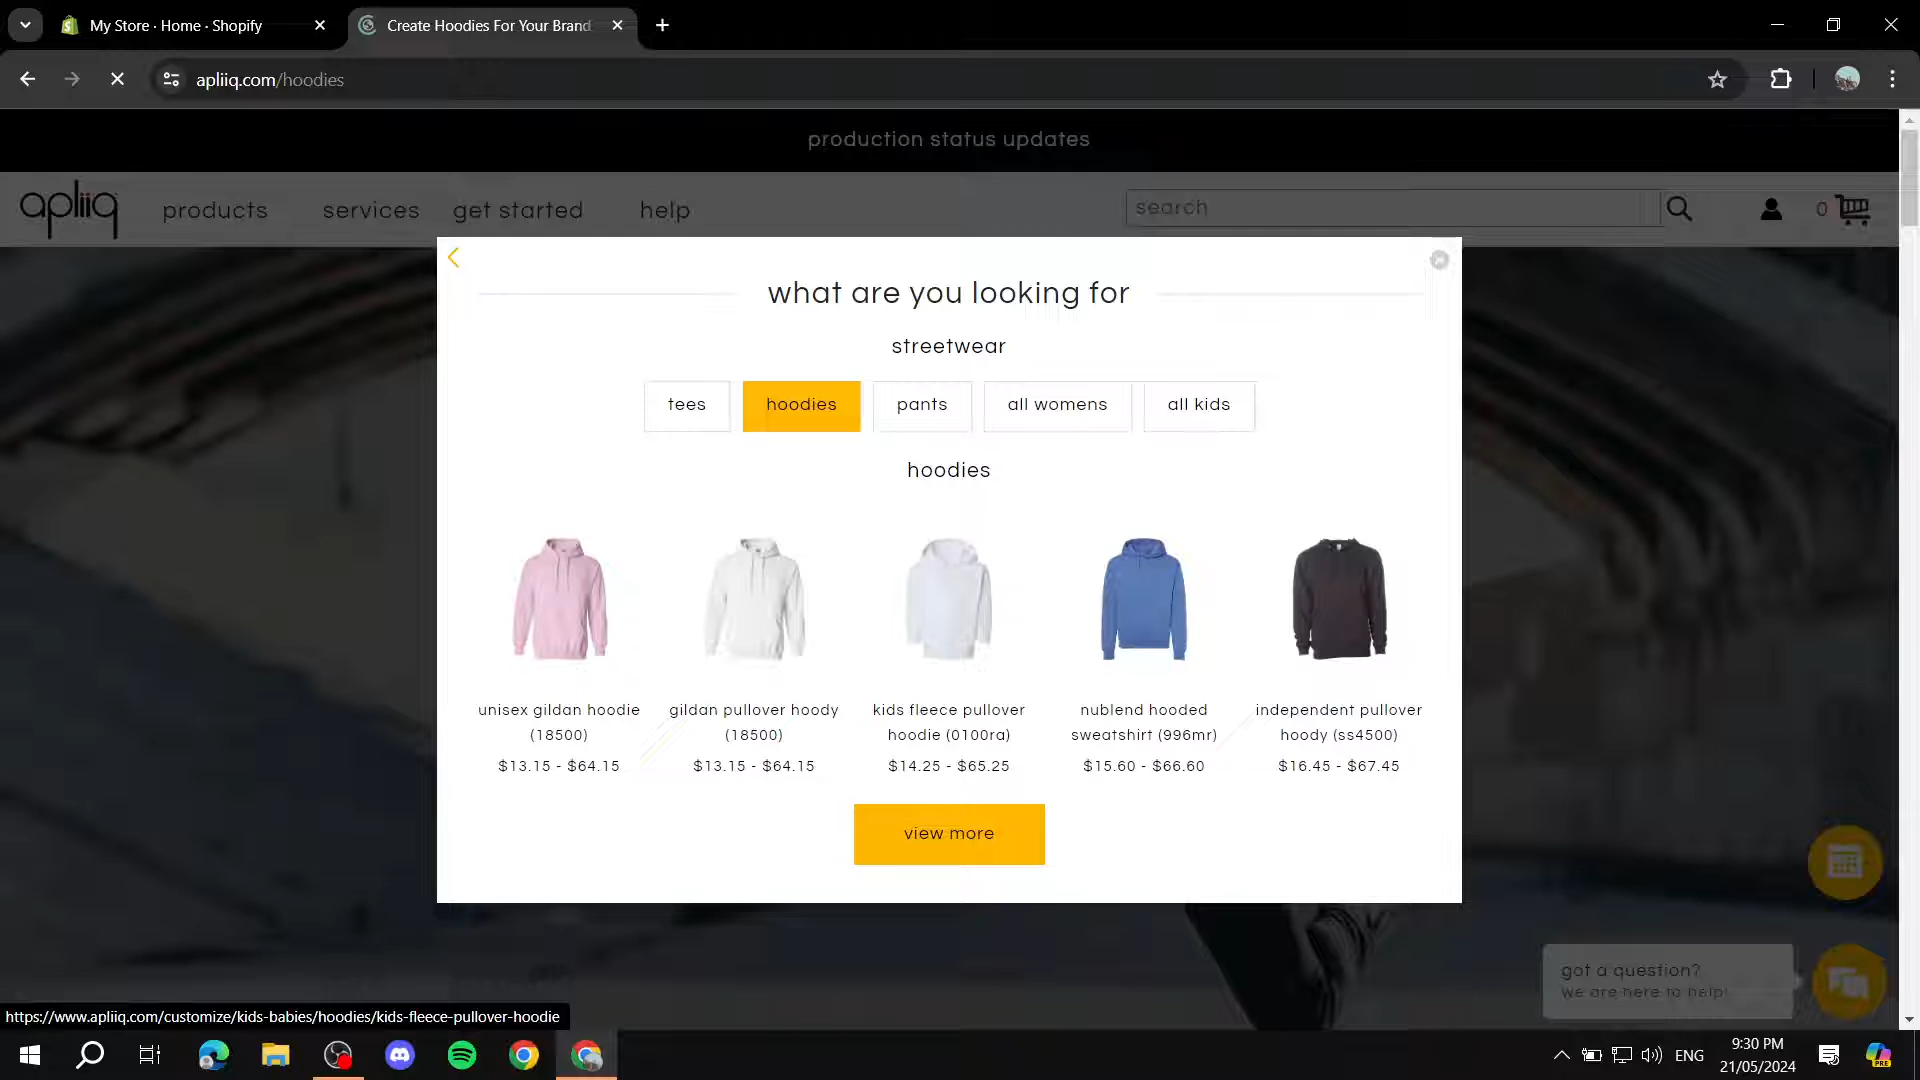 My Store · Home · Shopify
Create Hoodies For Your Brand
apliiq.com/hoodies
production status updates
apliiq
products
services
get started
help
search
0
what are you looking for
streetwear
tees
hoodies
pants
all womens
all kids
hoodies
unisex gildan hoodie
(18500)
$13.15 - $64.15
gildan pullover hoody
(18500)
$13.15 - $64.15
kids fleece pullover
hoodie (0100ra)
$14.25 - $65.25
nublend hooded
sweatshirt (996mr)
$15.60 - $66.60
independent pullover
hoody (ss4500)
$16.45 - $67.45
view more
got a question?
we are here to help!
https://www.apliiq.com/customize/kids-babies/hoodies/kids-fleece-pullover-hoodie
ENG
9:30 PM
21/05/2024
PRE